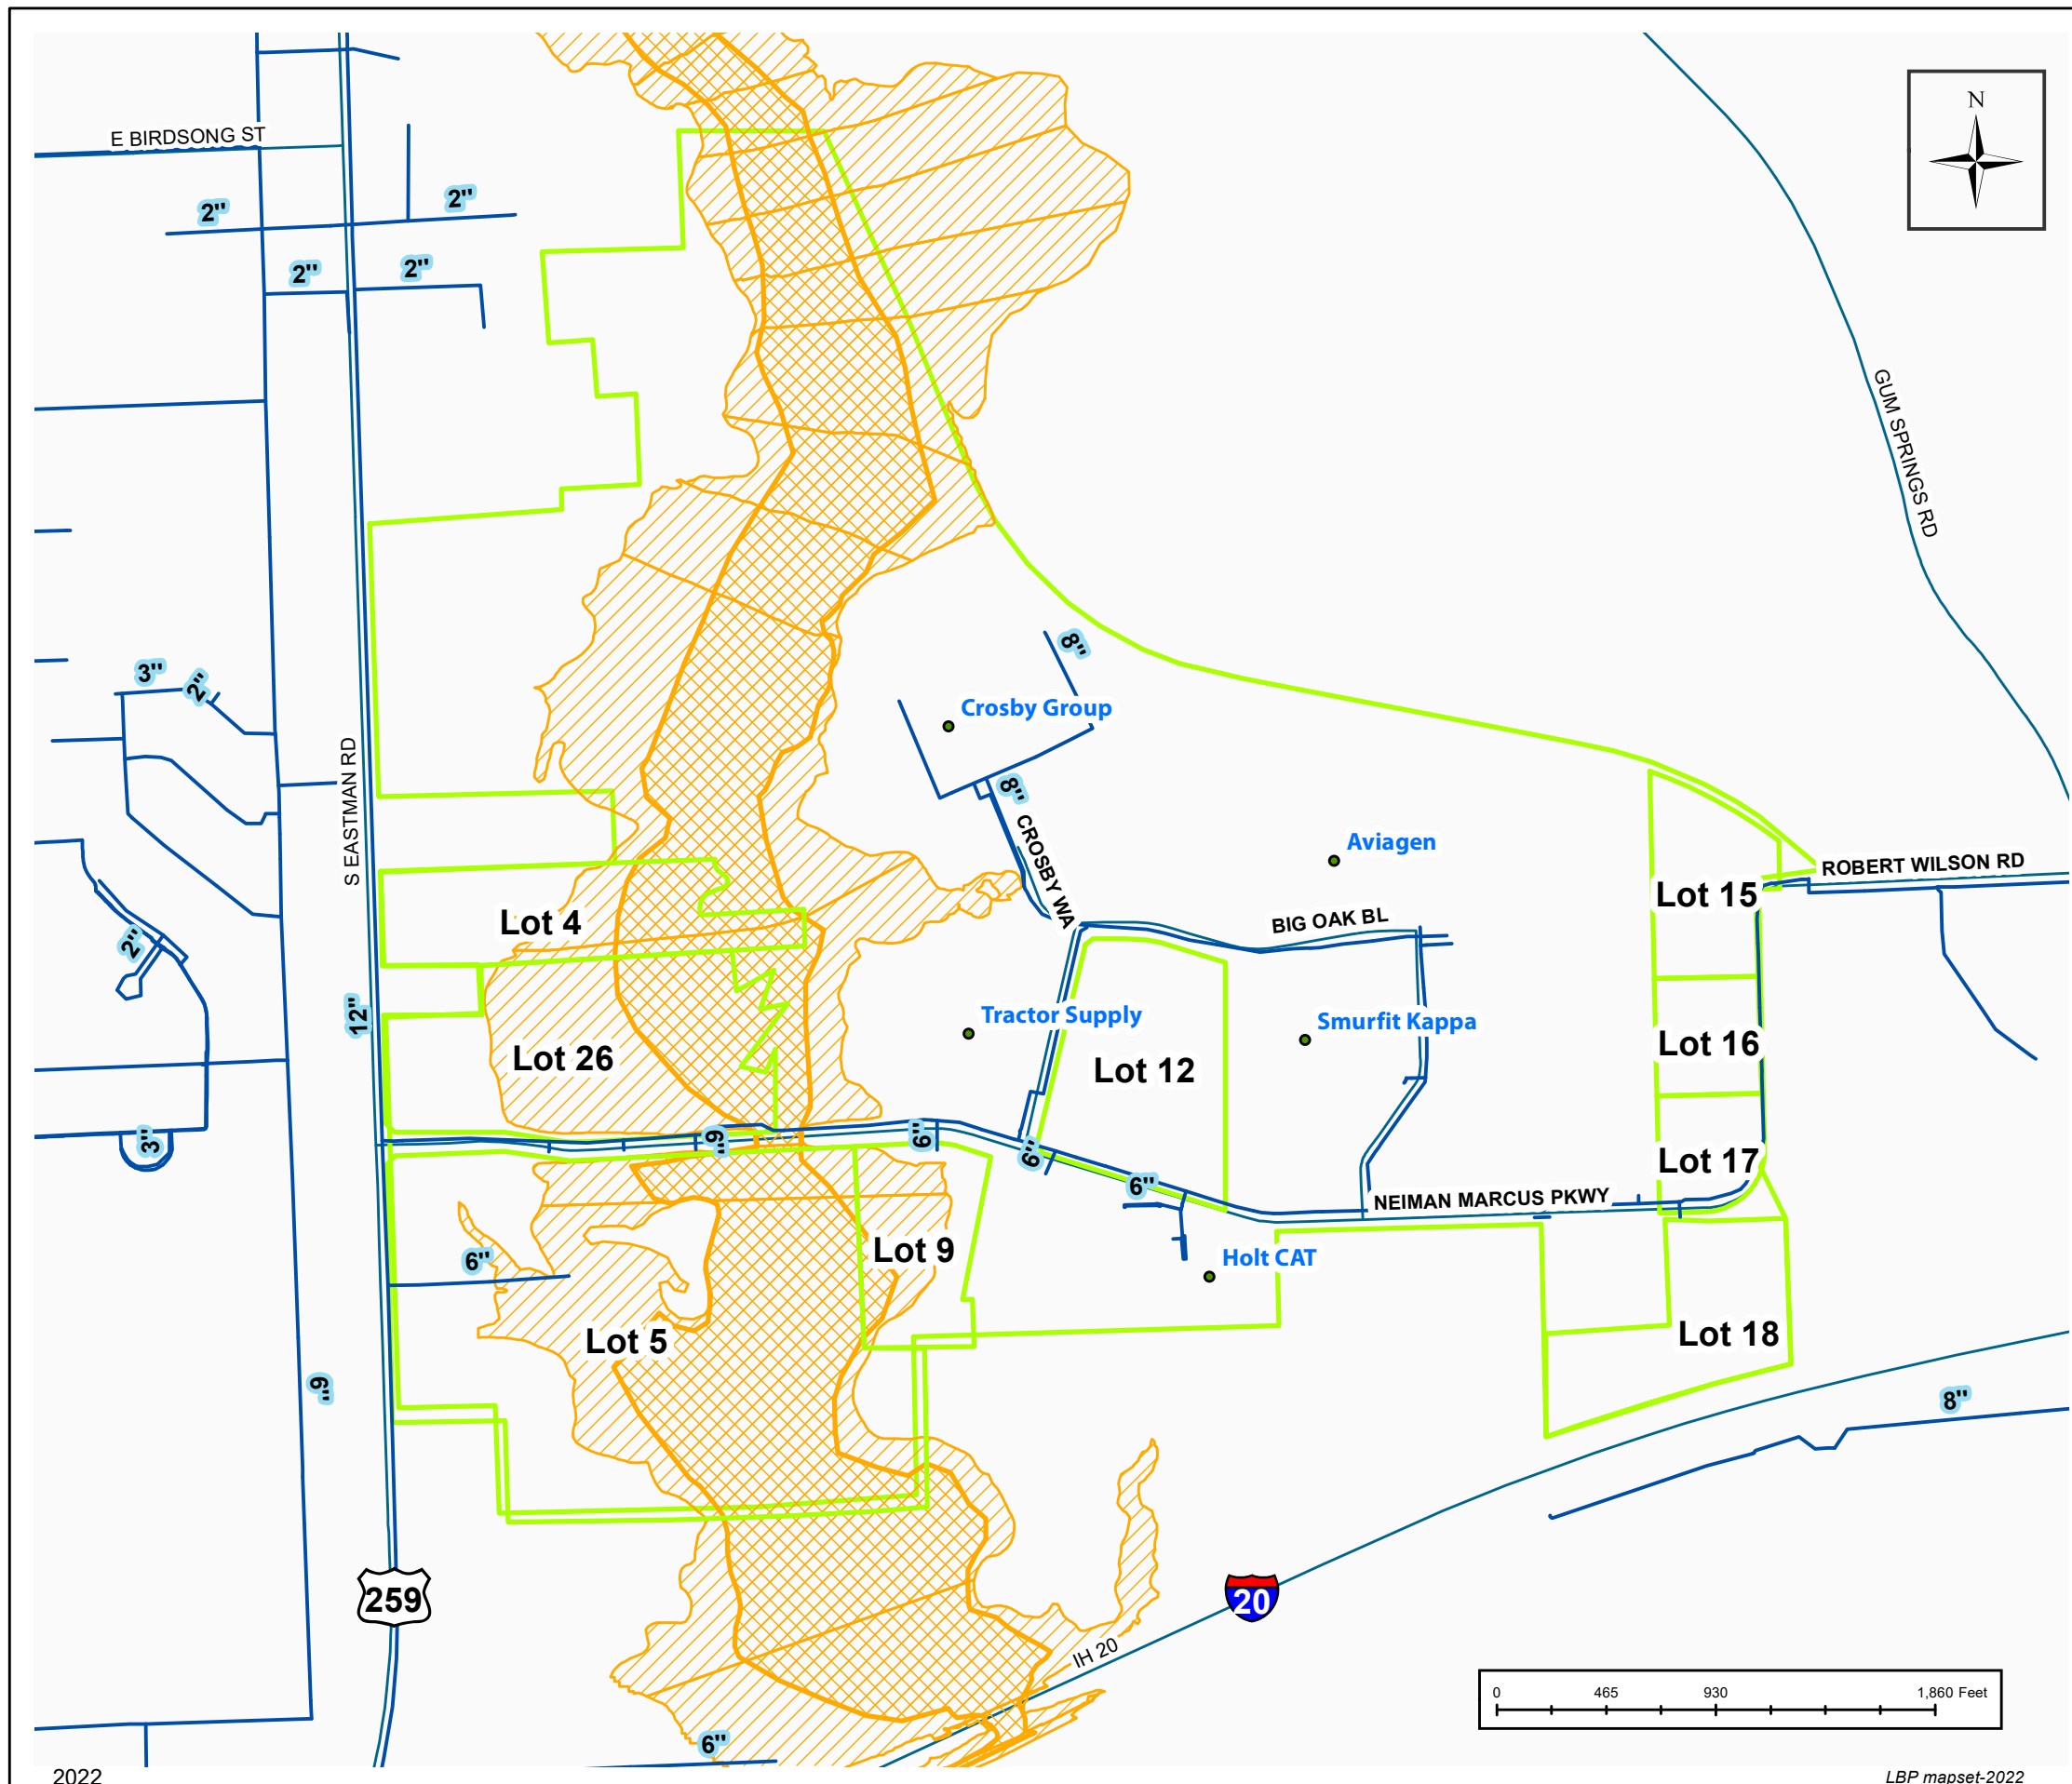 N
E BIRDSONG ST
2"
2"
2"
2"
GUM SPRINGS RD
3"
2"
8"
Crosby Group
S EASTMAN RD
8"
CROSBY WA
Aviagen
ROBERT WILSON RD
Lot 15
Lot 4
BIG OAK BL
2"
12"
Tractor Supply
Smurfit Kappa
Lot 16
Lot 26
Lot 12
3"
6"
6"
6"
6"
Lot 17
NEIMAN MARCUS PKWY
6"
Lot 9
Holt CAT
Lot 5
Lot 18
6"
8"
259
20
IH 20
0 465 930 1,860 Feet
6"
2022
LBP mapset-2022